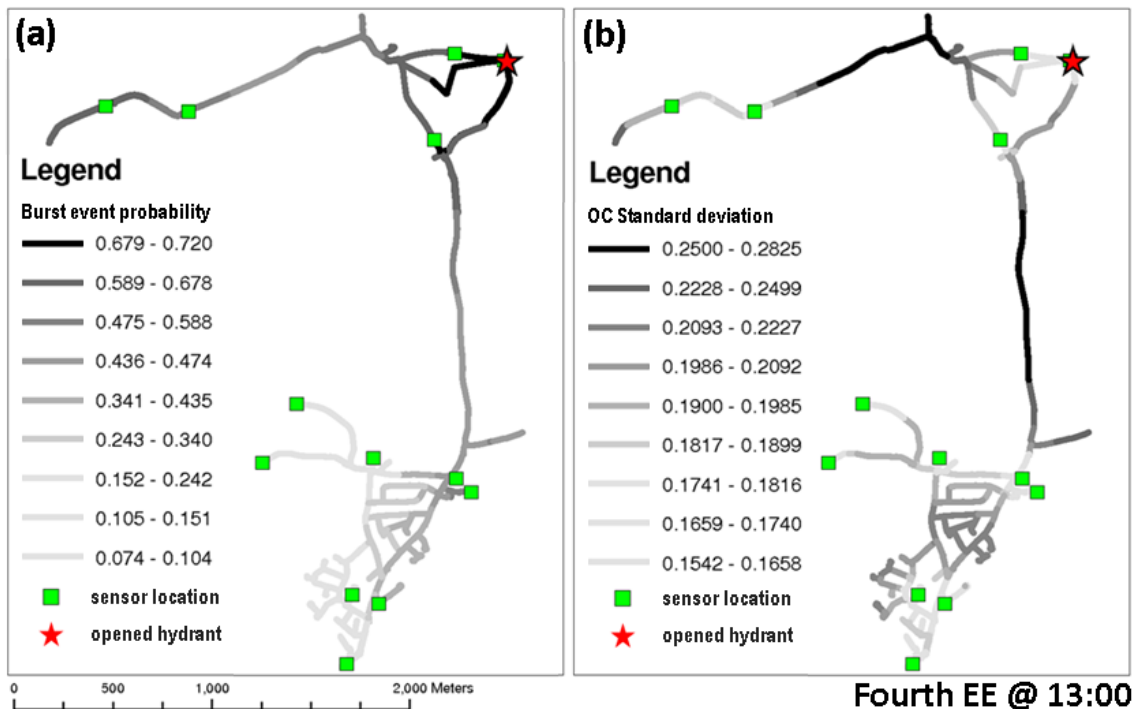 (a)
Legend
Burst event probability
0.679 - 0.720
0.589 - 0.678
0.475 - 0.588
0.436 - 0.474
0.341 - 0.435
0.243 - 0.340
0.152 - 0.242
0.105 - 0.151
0.074 - 0.104
sensor location
opened hydrant
0 500 1,000 2,000 Meters
(b)
Legend
OC Standard deviation
0.2500 - 0.2825
0.2228 - 0.2499
0.2093 - 0.2227
0.1986 - 0.2092
0.1900 - 0.1985
0.1817 - 0.1899
0.1741 - 0.1816
0.1659 - 0.1740
0.1542 - 0.1658
sensor location
opened hydrant
Fourth EE @ 13:00